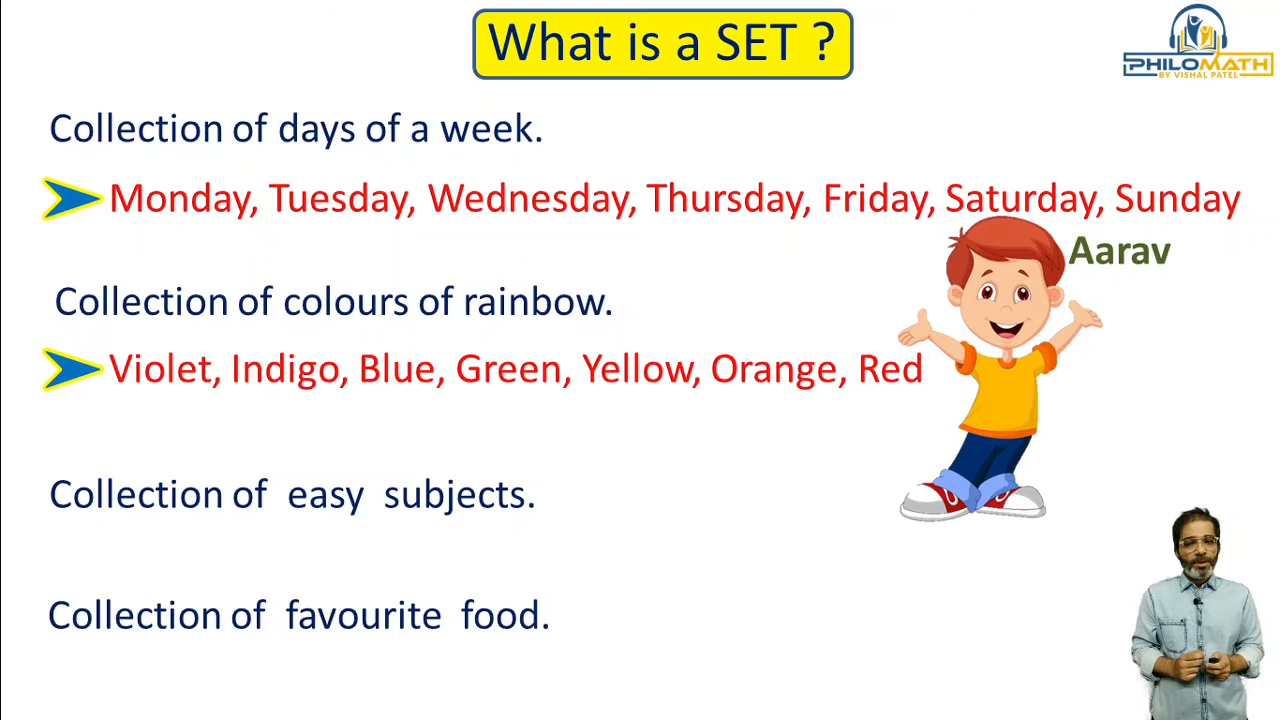 What is a SET ?
PHILOMATH
BY VISHAL PATEL
Collection of days of a week.
Monday, Tuesday, Wednesday, Thursday, Friday, Saturday, Sunday
Aarav
Collection of colours of rainbow.
Violet, Indigo, Blue, Green, Yellow, Orange, Red
Collection of easy subjects.
Collection of favourite food.